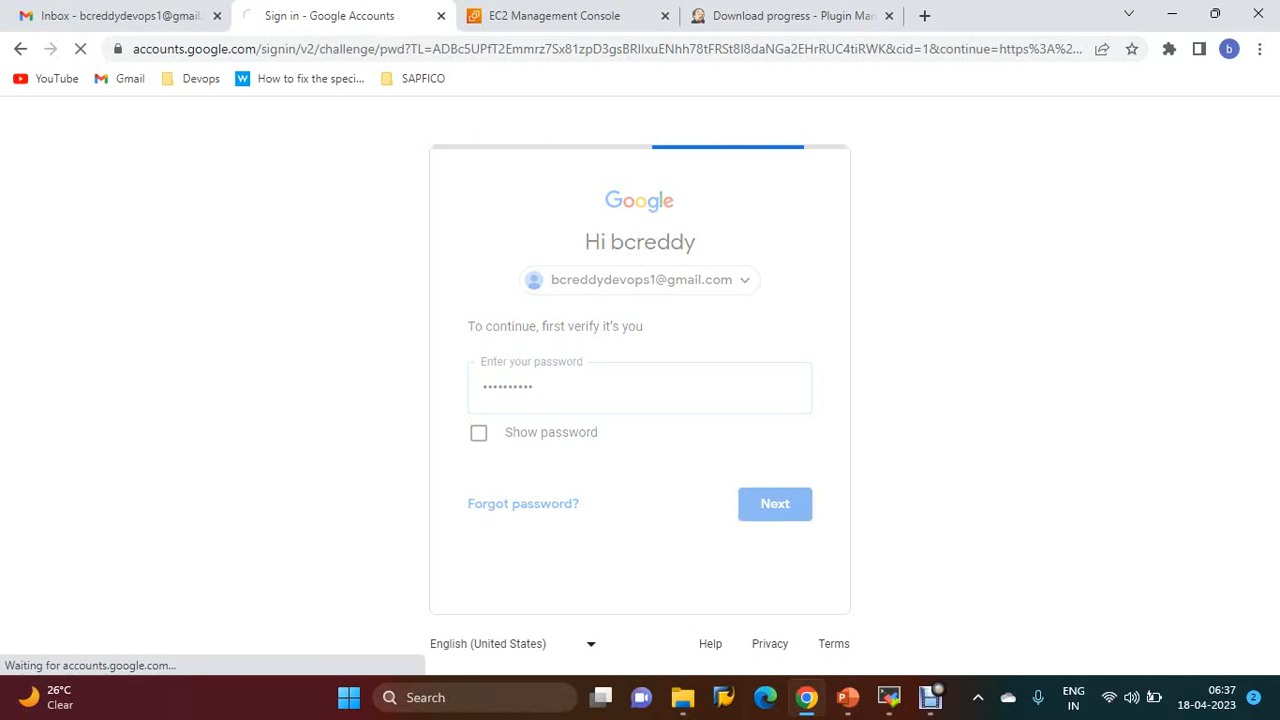 Inbox - bcreddydevops1@gmail
Sign in - Google Accounts
EC2 Management Console
Download progress - Plugin Man
accounts.google.com/signin/v2/challenge/pwd?TL=ADBc5UPfT2Emmrz7Sx81zpD3gsBRlIxuENhh78tFRSt8I8daNGa2EHrRUC4tiRWK&cid=1&continue=https%3A%2...
b
YouTube
Gmail
Devops
How to fix the speci...
SAPFICO
Google
Hi bcreddy
bcreddydevops1@gmail.com
To continue, first verify it's you
Enter your password
••••••••••
Show password
Forgot password?
Next
English (United States)
Help
Privacy
Terms
Waiting for accounts.google.com...
26°C
Clear
Search
ENG
IN
06:37
18-04-2023
2